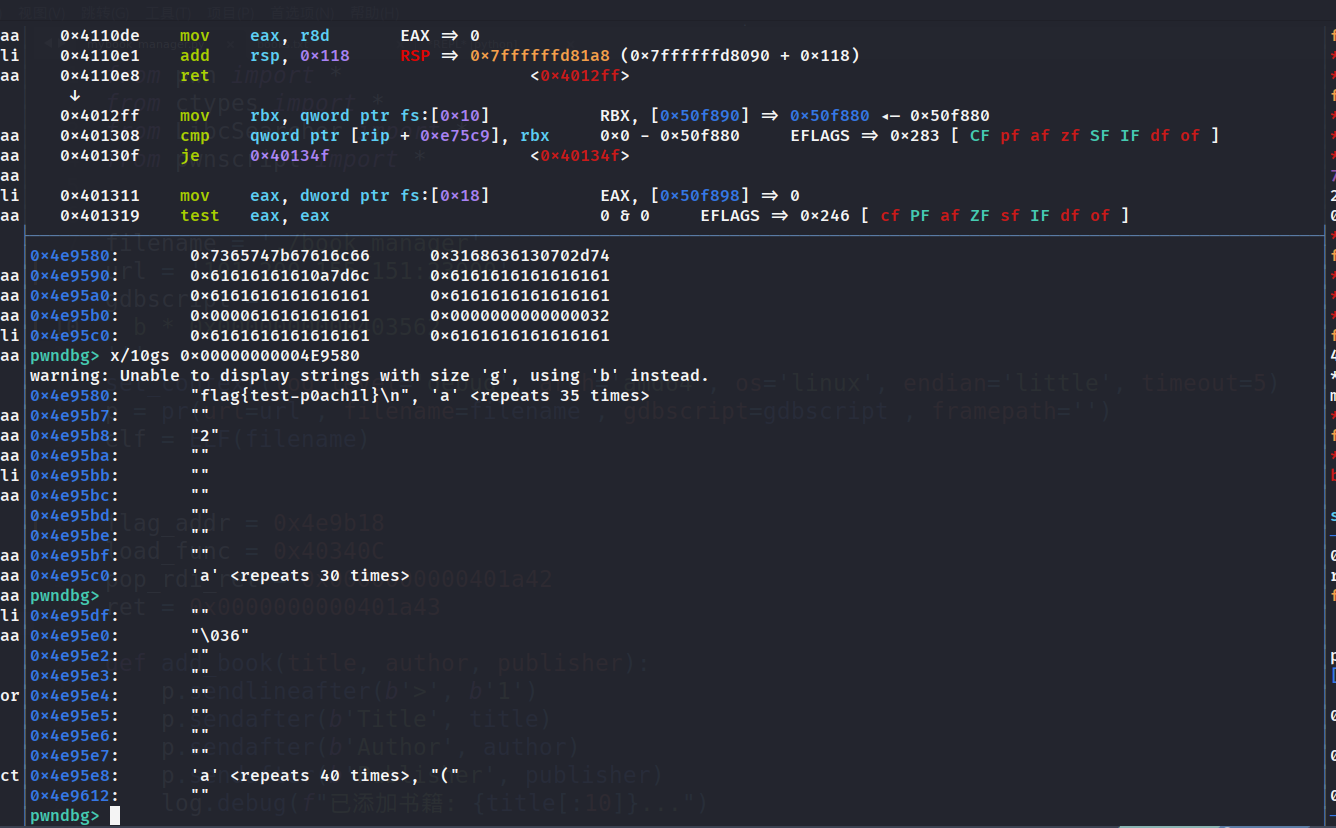 aa 0x4110de mov eax, r8d EAX => 0
li 0x4110e1 add rsp, 0x118 RSP => 0x7ffffffd81a8 (0x7ffffffd8090 + 0x118)
aa 0x4110e8 ret <0x4012ff>
↓
0x4012ff mov rbx, qword ptr fs:[0x10] RBX, [0x50f890] => 0x50f880 ◂— 0x50f880
aa 0x401308 cmp qword ptr [rip + 0xe75c9], rbx 0x0 - 0x50f880 EFLAGS => 0x283 [ CF pf af zf SF IF df of ]
aa 0x40130f je 0x40134f <0x40134f>
aa
li 0x401311 mov eax, dword ptr fs:[0x18] EAX, [0x50f898] => 0
aa 0x401319 test eax, eax 0 & 0 EFLAGS => 0x246 [ cf PF af ZF sf IF df of ]
0x4e9580: 0x7365747b67616c66 0x3168636130702d74
aa 0x4e9590: 0x61616161610a7d6c 0x6161616161616161
aa 0x4e95a0: 0x6161616161616161 0x6161616161616161
aa 0x4e95b0: 0x0000616161616161 0x0000000000000032
li 0x4e95c0: 0x6161616161616161 0x6161616161616161
aa pwndbg> x/10gs 0x00000000004E9580
warning: Unable to display strings with size 'g', using 'b' instead.
0x4e9580: "flag{test-p0ach1l}\n", 'a' <repeats 35 times>
aa 0x4e95b7: ""
aa 0x4e95b8: "2"
aa 0x4e95ba: ""
li 0x4e95bb: ""
aa 0x4e95bc: ""
0x4e95bd: ""
0x4e95be: ""
aa 0x4e95bf: ""
aa 0x4e95c0: 'a' <repeats 30 times>
aa pwndbg>
li 0x4e95df: ""
aa 0x4e95e0: "\036"
0x4e95e2: ""
0x4e95e3: ""
or 0x4e95e4: ""
0x4e95e5: ""
0x4e95e6: ""
0x4e95e7: ""
ct 0x4e95e8: 'a' <repeats 40 times>, "("
0x4e9612: ""
pwndbg>